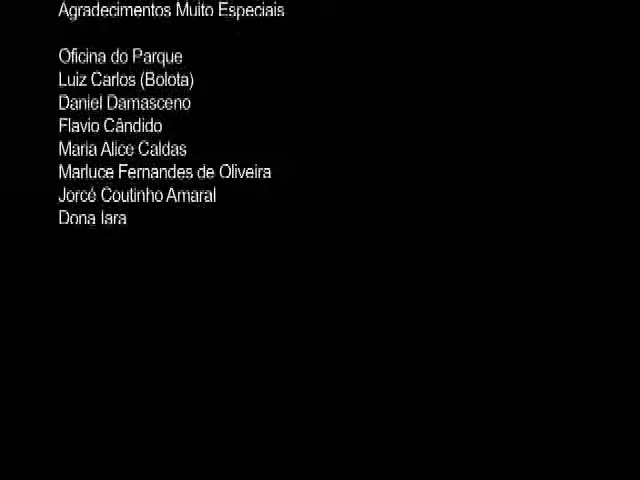 Agradecimentos Muito Especiais
Oficina do Parque
Luiz Carlos (Bolota)
Daniel Damasceno
Flavio Cândido
Maria Alice Caldas
Marluce Fernandes de Oliveira
Jorcé Coutinho Amaral
Dona Iara